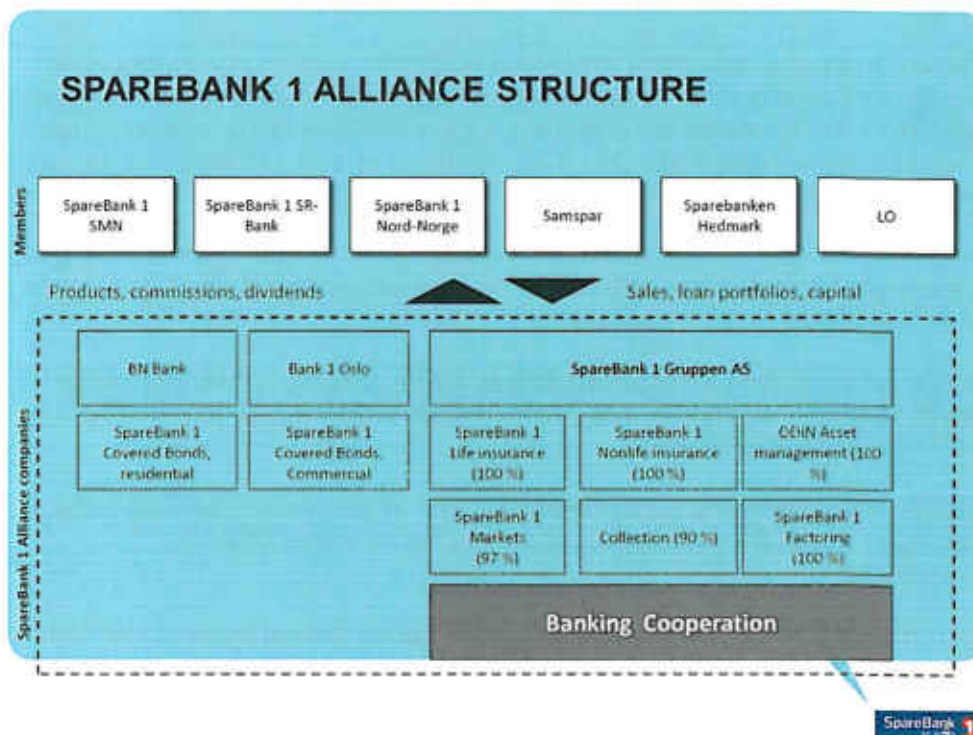 SPAREBANK 1 ALLIANCE STRUCTURE
Members
SpareBank 1
SMN
SpareBank 1 SR-
Bank
SpareBank 1
Nord-Norge
Samspar
Sparebanken
Hedmark
LO
Products, commissions, dividends
Sales, loan portfolios, capital
SpareBank 1 Alliance companies
BN Bank
Bank 1 Oslo
SpareBank 1 Gruppen AS
SpareBank 1
Covered Bonds,
residential
SpareBank 1
Covered Bonds,
Commercial
SpareBank 1
Life insurance
(100 %)
SpareBank 1
Nonlife insurance
(100 %)
ODIN Asset
management (100
%)
SpareBank 1
Markets
(97 %)
Collection (90 %)
SpareBank 1
Factoring
(100 %)
Banking Cooperation
SpareBank 1